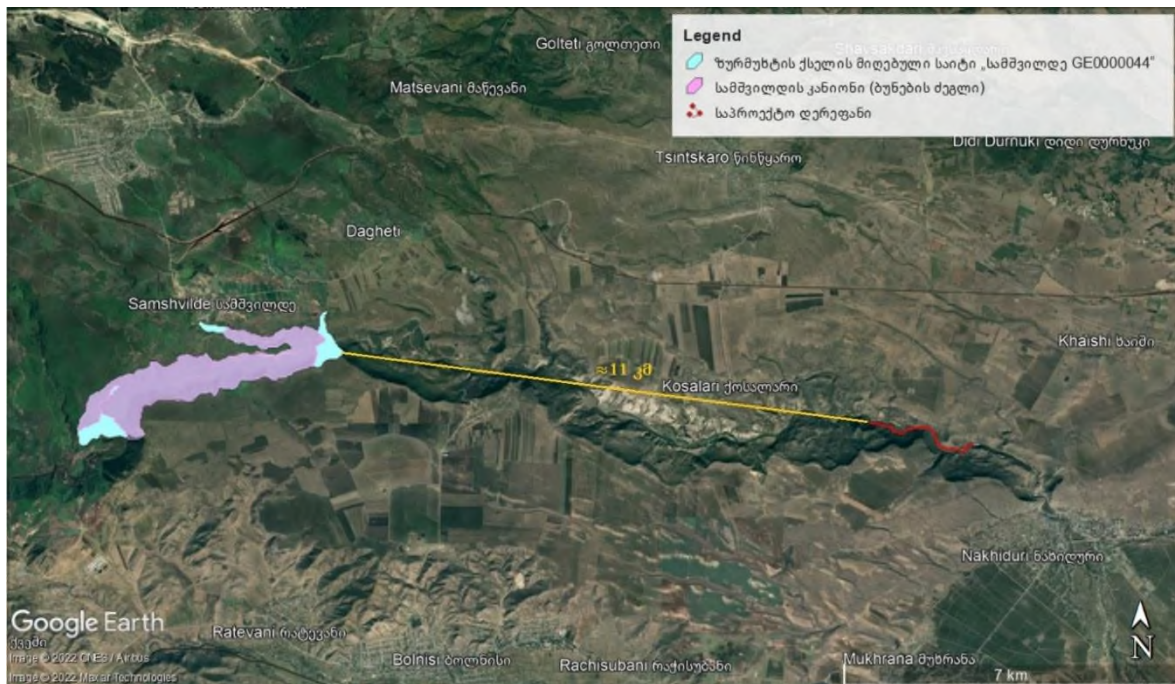 Golteti გოლთეთი
Legend
ზურმუხტის ქსელის მიღებული საიტი „სამშვილდე GE0000044"
სამშვილდის კანიონი (ბუნების ძეგლი)
საპროექტო დერეფანი
Matsevani მაწევანი
Didi Durnuki დიდი დურნუკი
Tsintskaro წინწყარო
Dagheti
Samshvilde სამშვილდე
Khaishi ხაიში
≈11 კმ
Kosalari ქოსალარი
Nakhiduri ნახიდური
Google Earth
ქვეში
Ratevani რატევანი
Image © 2022 CNES / Airbus
Bolnisi ბოლნისი
Rachisubani რაჭისუბანი
Mukhrana მუხრანა
Image © 2022 Maxar Technologies
7 km
N